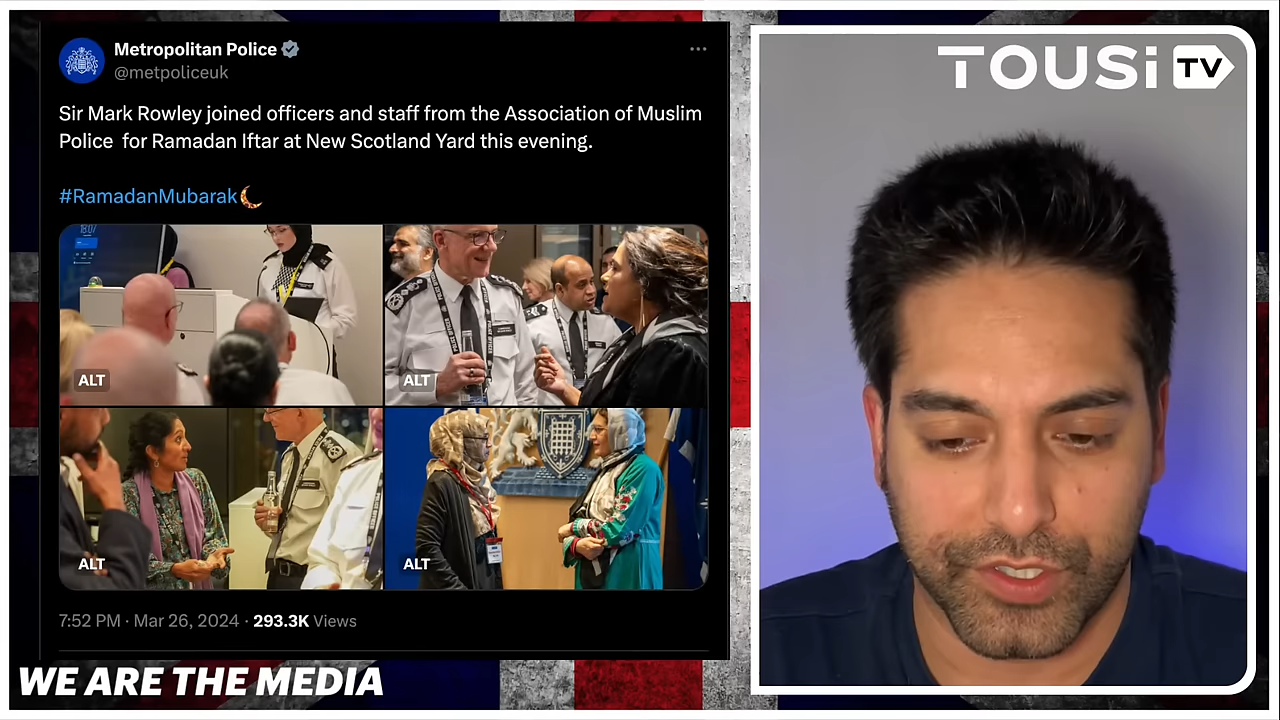 Metropolitan Police
@metpoliceuk
Sir Mark Rowley joined officers and staff from the Association of Muslim
Police for Ramadan Iftar at New Scotland Yard this evening.
#RamadanMubarak
18:07
ALT
ALT
ALT
ALT
7:52 PM · Mar 26, 2024 · 293.3K Views
WE ARE THE MEDIA
TOUSi TV